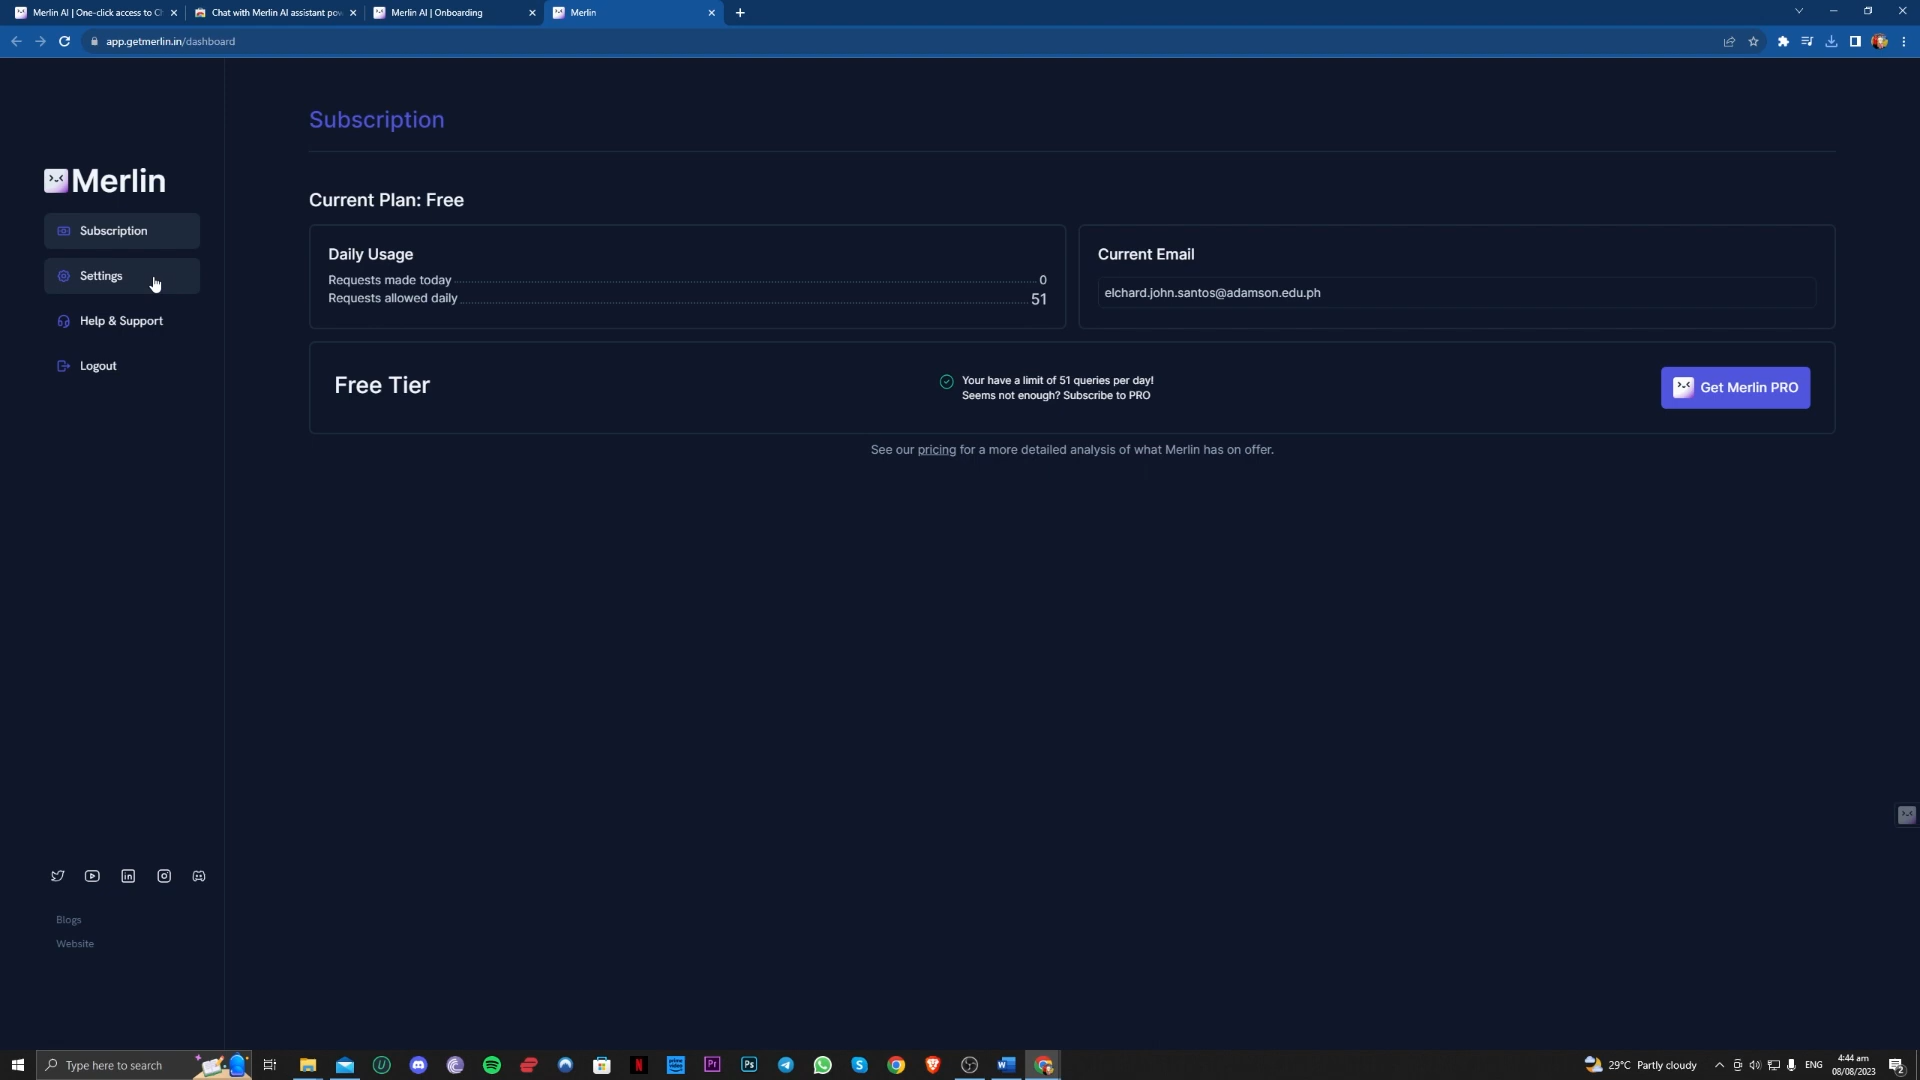 Merlin AI | One-click access to Ch
Chat with Merlin AI assistant pow
Merlin AI | Onboarding
Merlin
app.getmerlin.in/dashboard
Subscription
Merlin
Subscription
Settings
Help & Support
Logout
Current Plan: Free
Daily Usage
Requests made today 0
Requests allowed daily 51
Current Email
elchard.john.santos@adamson.edu.ph
Free Tier
Your have a limit of 51 queries per day!
Seems not enough? Subscribe to PRO
Get Merlin PRO
See our pricing for a more detailed analysis of what Merlin has on offer.
Blogs
Website
Type here to search
29°C Partly cloudy
ENG
4:44 am
08/08/2023